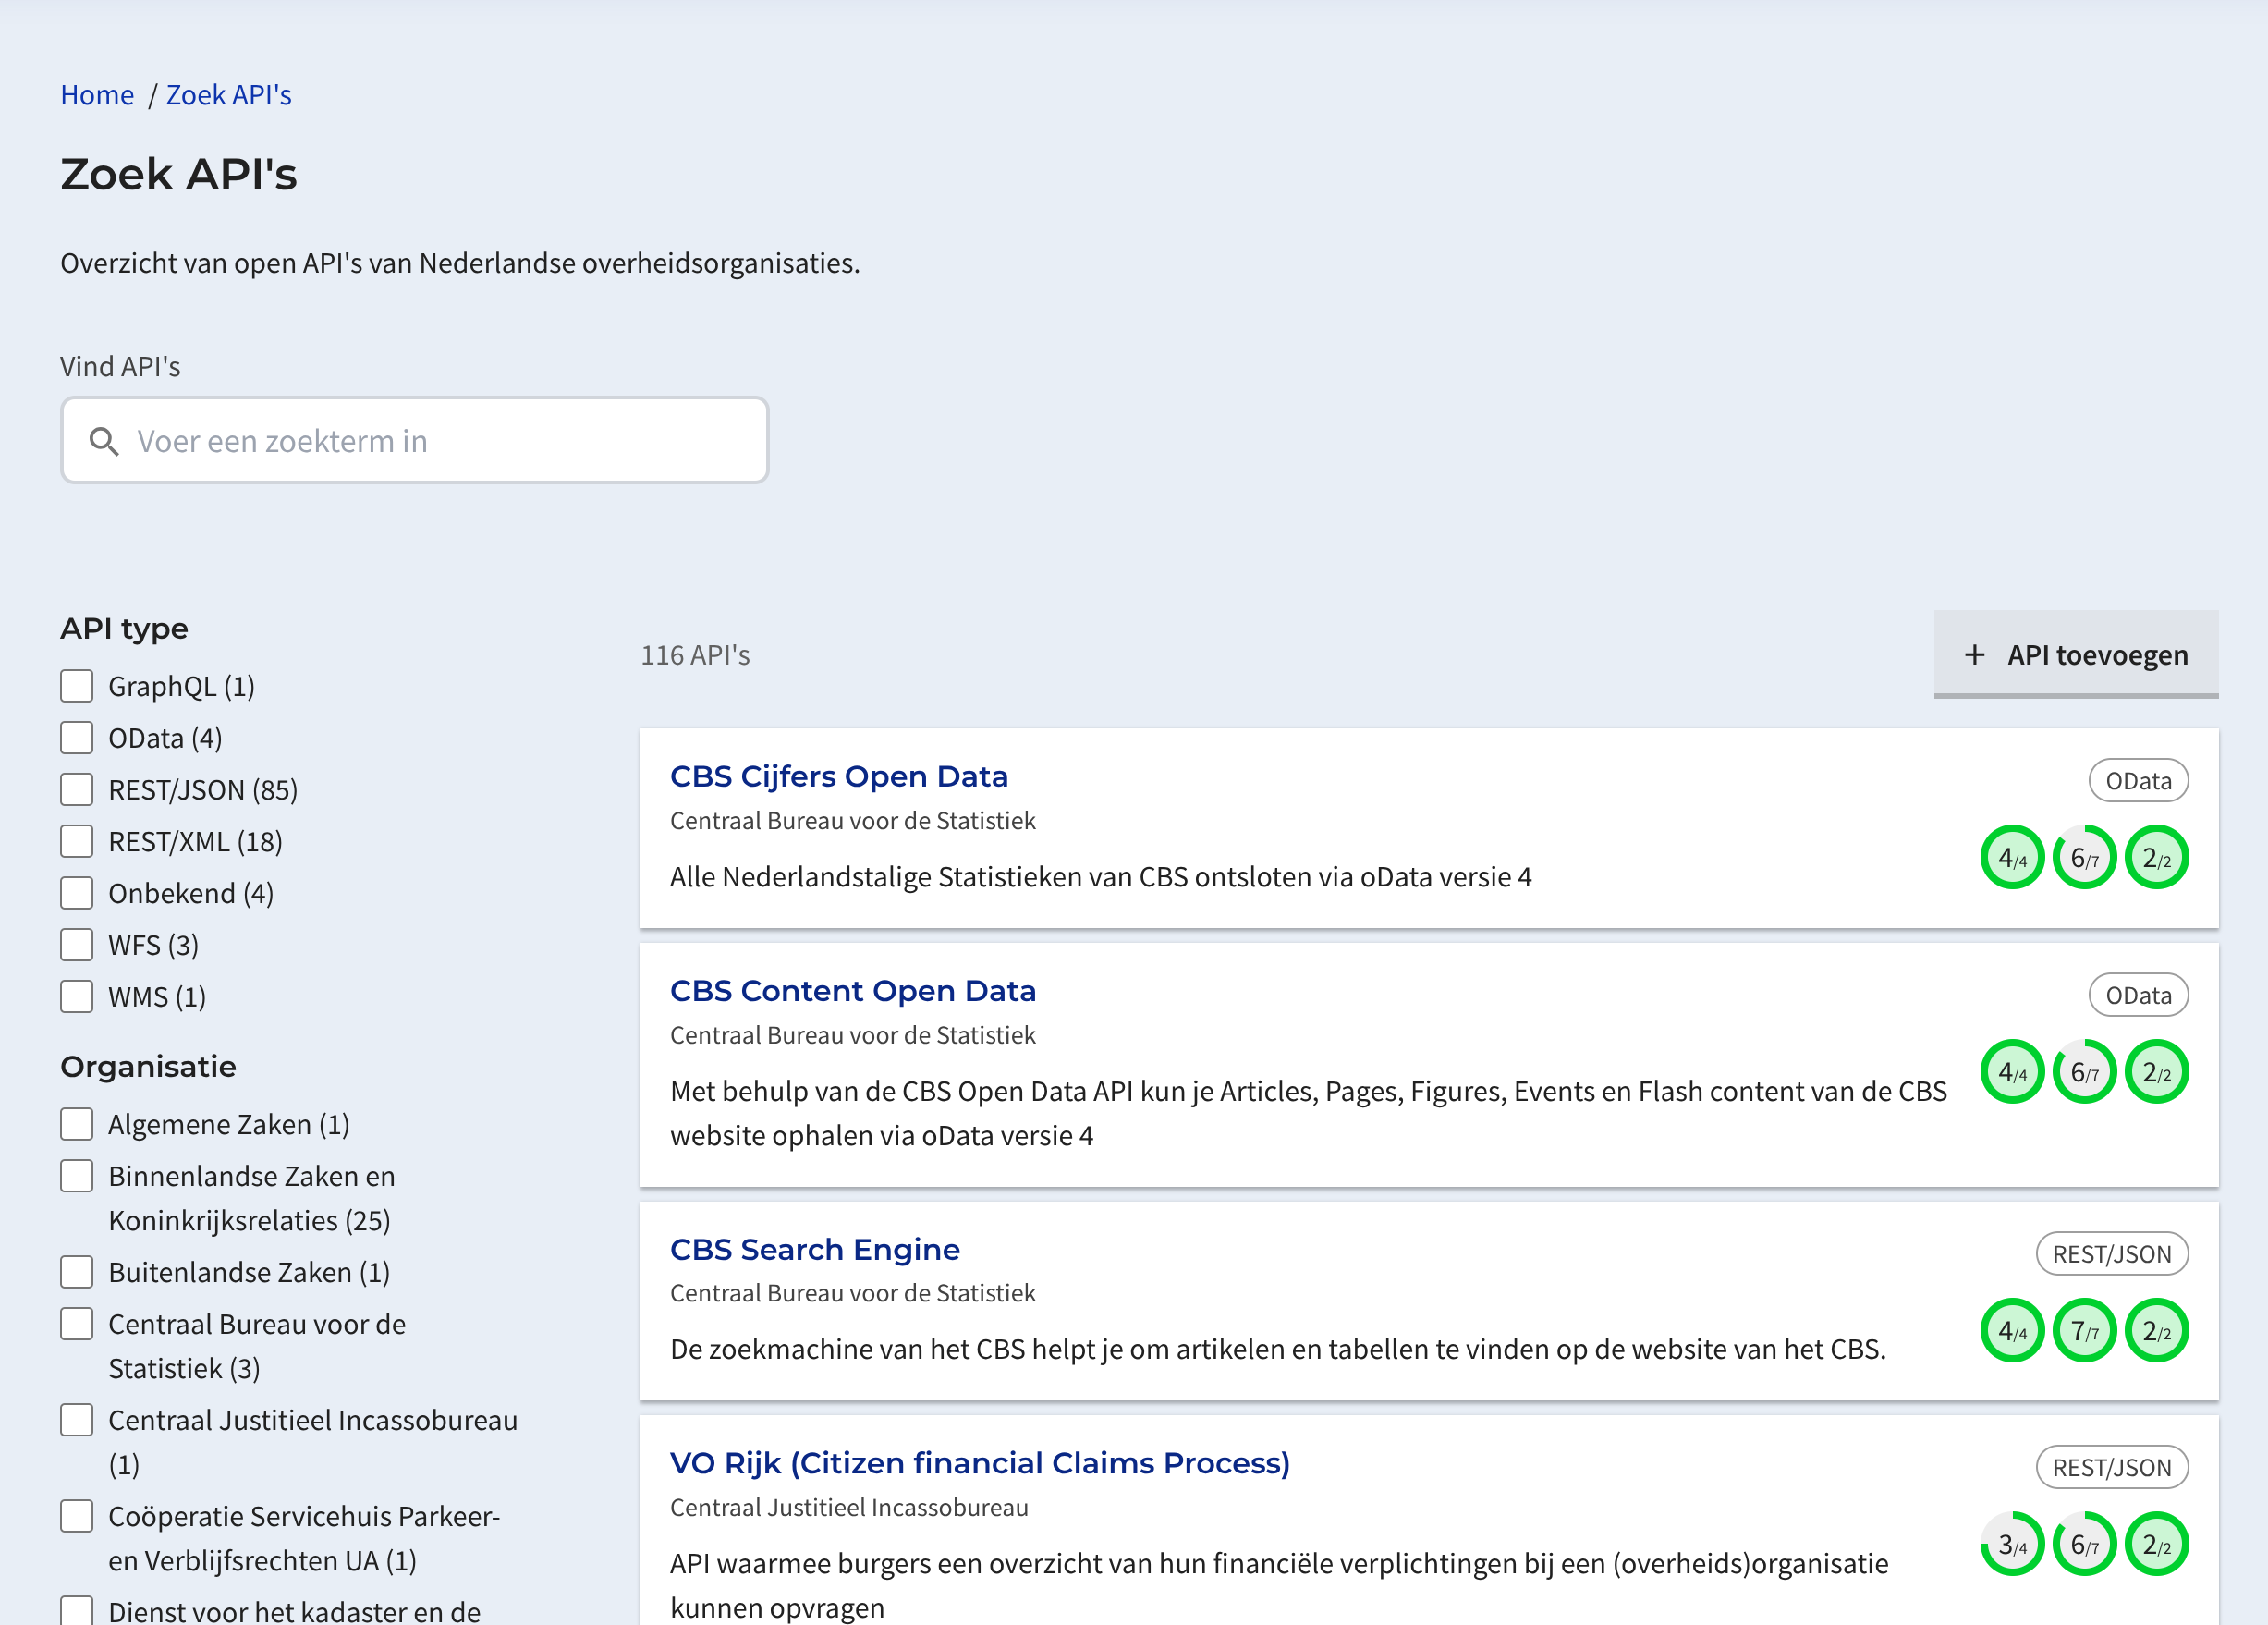 Home / Zoek API's
Zoek API's
Overzicht van open API's van Nederlandse overheidsorganisaties.
Vind API's
Voer een zoekterm in
API type
GraphQL (1)
OData (4)
REST/JSON (85)
REST/XML (18)
Onbekend (4)
WFS (3)
WMS (1)
Organisatie
Algemene Zaken (1)
Binnenlandse Zaken en
Koninkrijksrelaties (25)
Buitenlandse Zaken (1)
Centraal Bureau voor de
Statistiek (3)
Centraal Justitieel Incassobureau
(1)
Coöperatie Servicehuis Parkeer-
en Verblijfsrechten UA (1)
Dienst voor het kadaster en de
116 API's
+ API toevoegen
CBS Cijfers Open Data
OData
Centraal Bureau voor de Statistiek
Alle Nederlandstalige Statistieken van CBS ontsloten via oData versie 4
4/4 6/7 2/2
CBS Content Open Data
OData
Centraal Bureau voor de Statistiek
Met behulp van de CBS Open Data API kun je Articles, Pages, Figures, Events en Flash content van de CBS
website ophalen via oData versie 4
4/4 6/7 2/2
CBS Search Engine
REST/JSON
Centraal Bureau voor de Statistiek
De zoekmachine van het CBS helpt je om artikelen en tabellen te vinden op de website van het CBS.
4/4 7/7 2/2
VO Rijk (Citizen financial Claims Process)
REST/JSON
Centraal Justitieel Incassobureau
API waarmee burgers een overzicht van hun financiële verplichtingen bij een (overheids)organisatie
kunnen opvragen
3/4 6/7 2/2